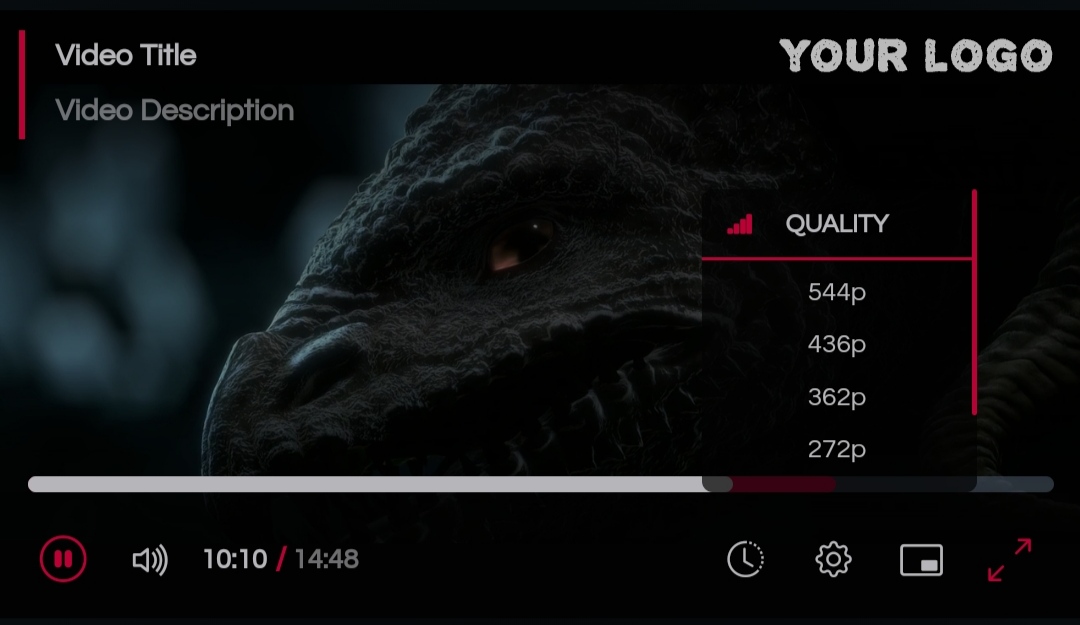 Video Title
YOUR LOGO
Video Description
QUALITY
544p
436p
362p
272p
10:10 / 14:48